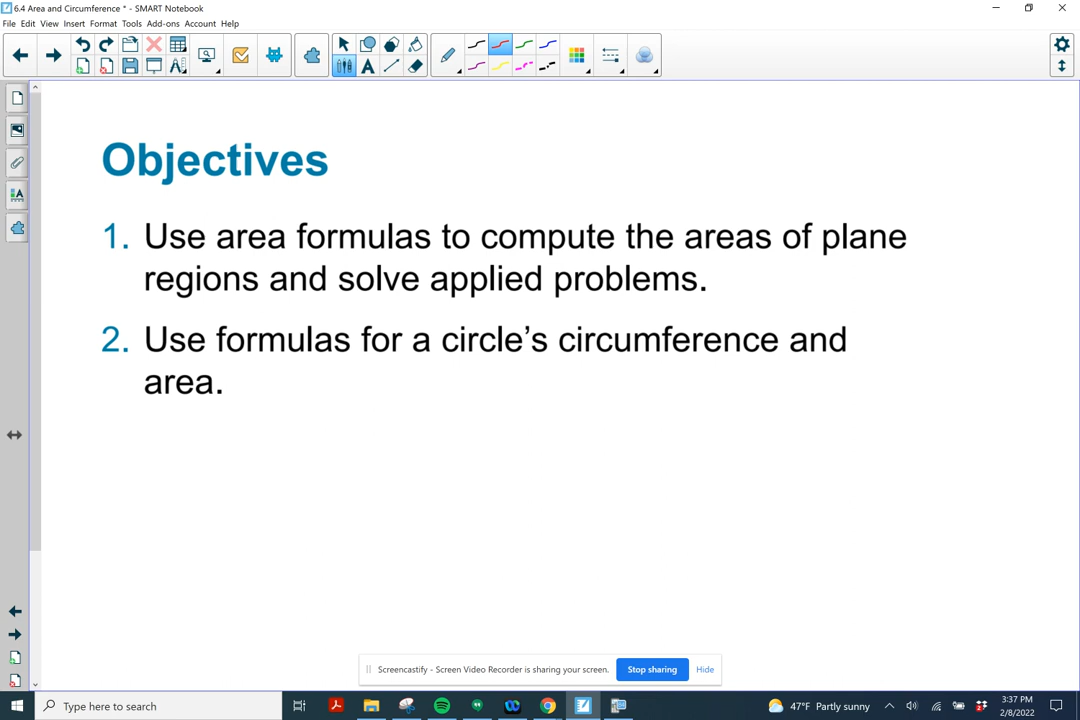 6.4 Area and Circumference * - SMART Notebook
File Edit View Insert Format Tools Add-ons Account Help
Objectives
1. Use area formulas to compute the areas of plane
regions and solve applied problems.
2. Use formulas for a circle’s circumference and
area.
Screencastify - Screen Video Recorder is sharing your screen. Stop sharing Hide
Type here to search
47°F Partly sunny
3:37 PM
2/8/2022